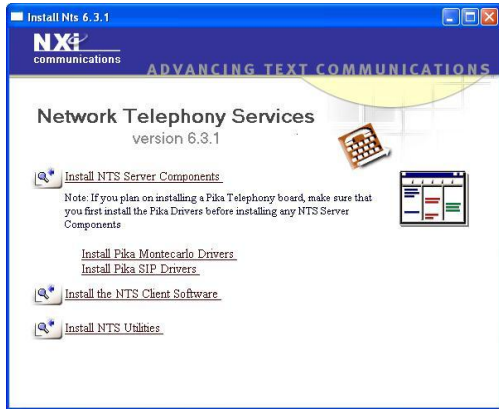 Install Nts 6.3.1
NXi
communications
ADVANCING TEXT COMMUNICATIONS
Network Telephony Services
version 6.3.1
Install NTS Server Components
Note: If you plan on installing a Pika Telephony board, make sure that
you first install the Pika Drivers before installing any NTS Server
Components
Install Pika Montecarlo Drivers
Install Pika SIP Drivers
Install the NTS Client Software
Install NTS Utilities